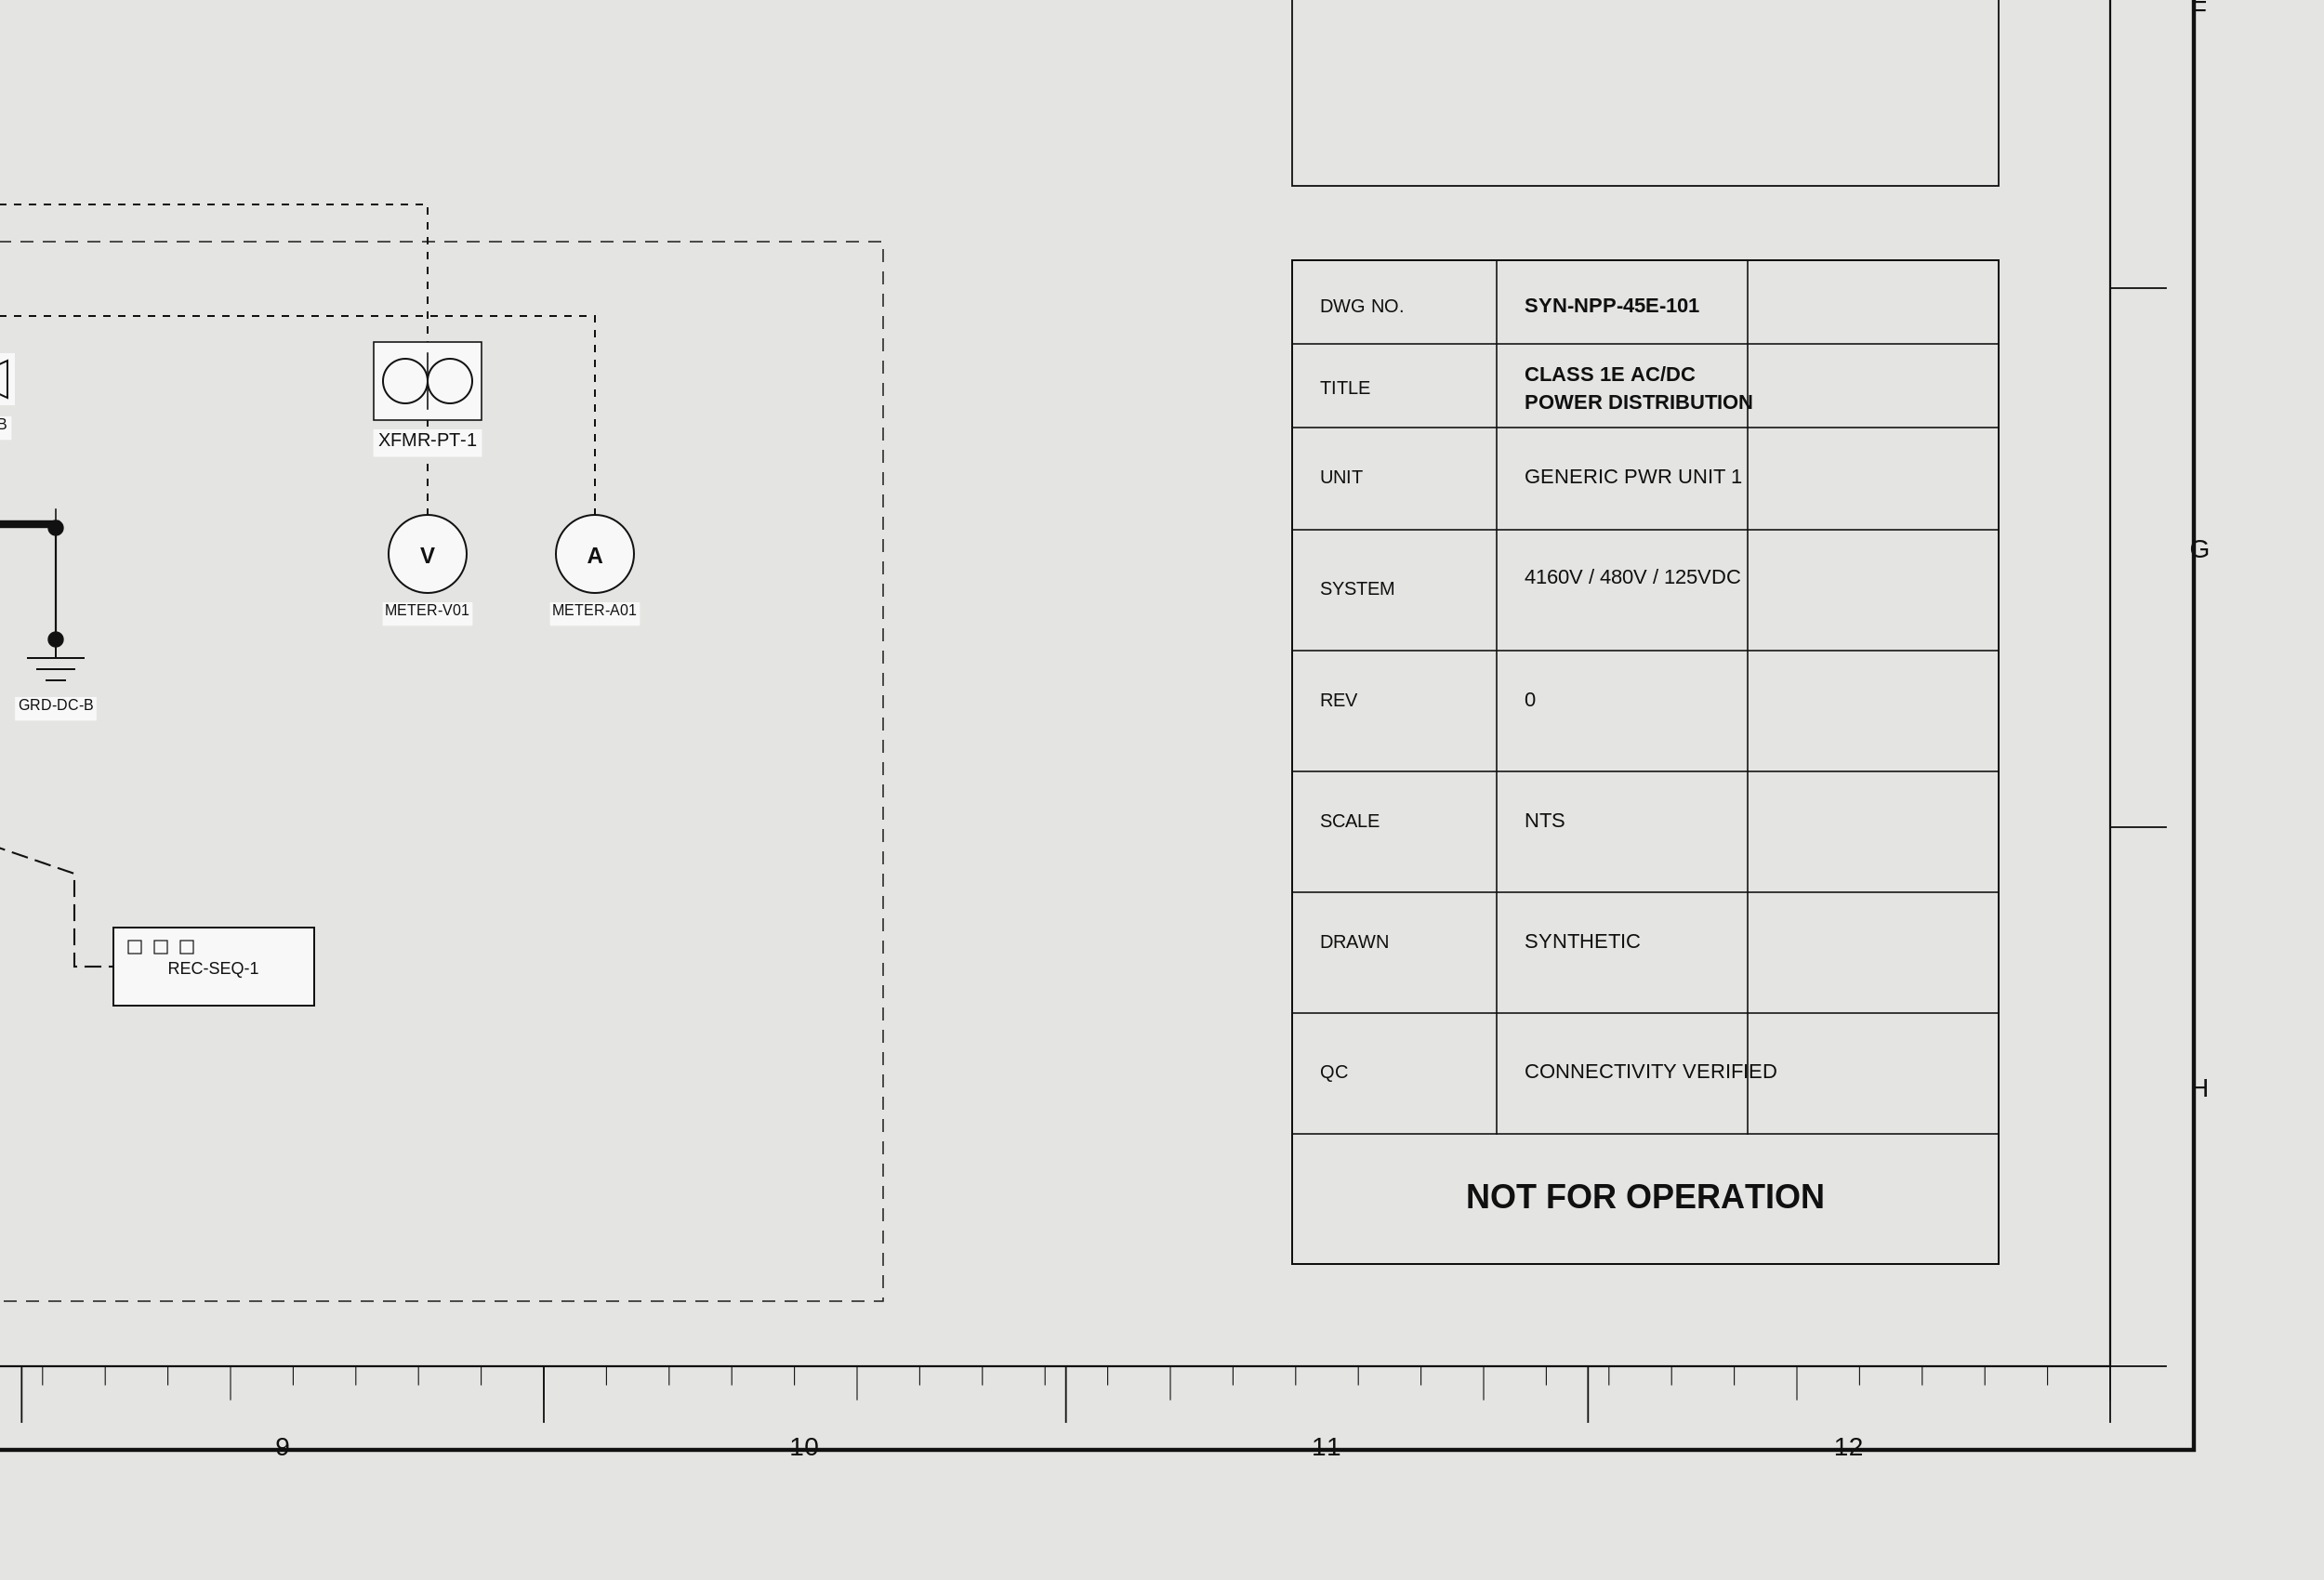 B
XFMR-PT-1
V
A
METER-V01
METER-A01
GRD-DC-B
REC-SEQ-1
DWG NO.
SYN-NPP-45E-101
TITLE
CLASS 1E AC/DC
POWER DISTRIBUTION
UNIT
GENERIC PWR UNIT 1
SYSTEM
4160V / 480V / 125VDC
REV
0
SCALE
NTS
DRAWN
SYNTHETIC
QC
CONNECTIVITY VERIFIED
NOT FOR OPERATION
G
H
9
10
11
12